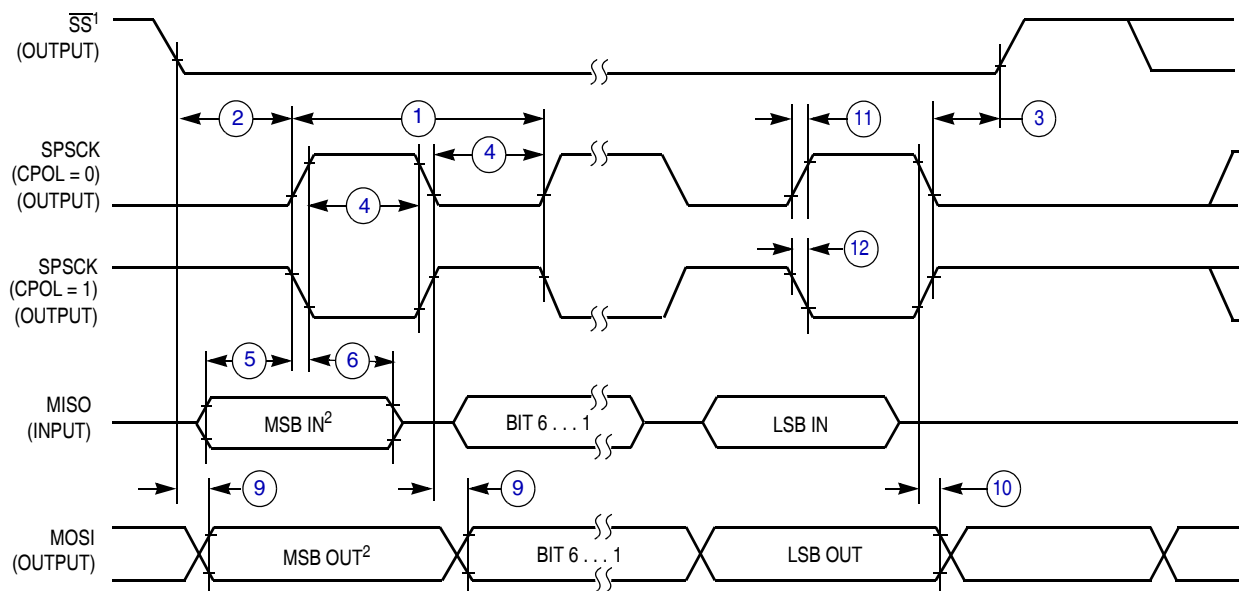 SS¹
(OUTPUT)
2
1
11
3
SPSCK
(CPOL = 0)
(OUTPUT)
4
4
12
SPSCK
(CPOL = 1)
(OUTPUT)
5
6
MISO
(INPUT)
MSB IN²
BIT 6 . . . 1
LSB IN
9
9
10
MOSI
(OUTPUT)
MSB OUT²
BIT 6 . . . 1
LSB OUT